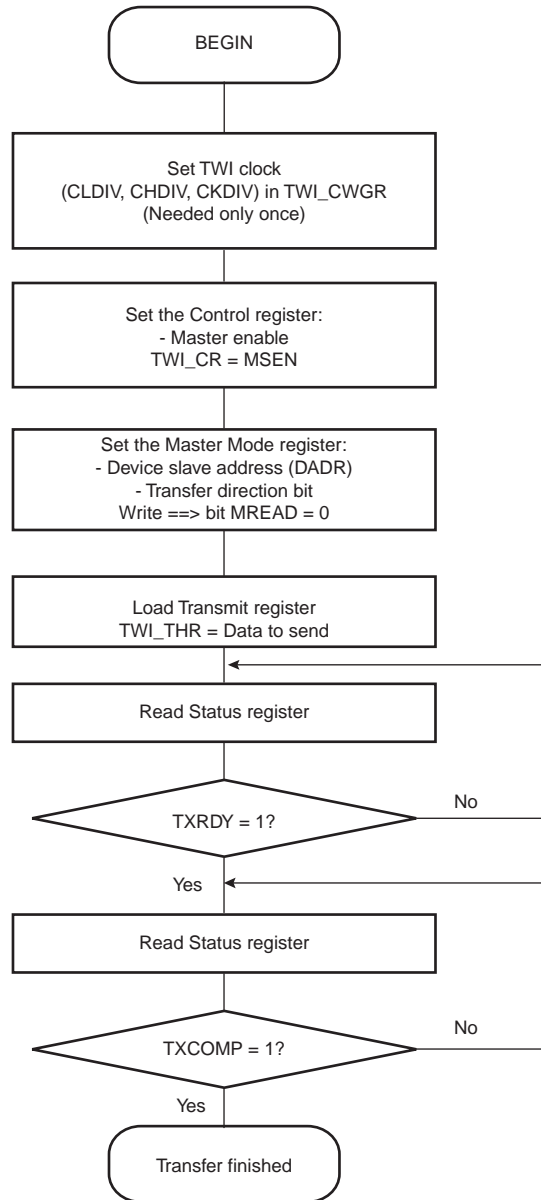 BEGIN
Set TWI clock
(CLDIV, CHDIV, CKDIV) in TWI_CWGR
(Needed only once)
Set the Control register:
- Master enable
TWI_CR = MSEN
Set the Master Mode register:
- Device slave address (DADR)
- Transfer direction bit
Write ==> bit MREAD = 0
Load Transmit register
TWI_THR = Data to send
Read Status register
TXRDY = 1?
No
Yes
Read Status register
TXCOMP = 1?
No
Yes
Transfer finished